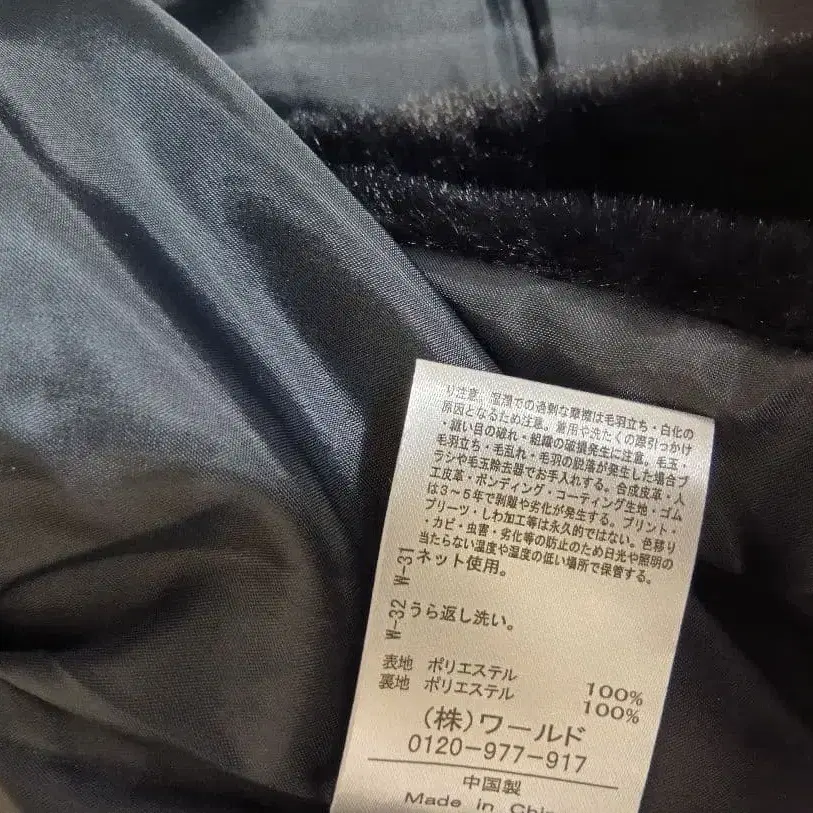 り注意。湿潤での過剰な摩擦は毛羽立ち・白化の
原因となるため注意。着用や洗たくの際引っかけ
・縫い目の破れ・組織の破損発生に注意。毛玉・
毛羽立ち・毛乱れ・毛羽の脱落が発生した場合ブ
ラシや毛玉除去器でお手入れする。合成皮革・人
工皮革・ボンディング・コーティング生地・ゴム
は3～5年で剥離や劣化が発生する。プリント・
プリーツ・しわ加工等は永久的ではない。色移り
・カビ・虫害・劣化等の防止のため日光や照明の
当たらない湿度や温度の低い場所で保管する。
W-31 ネット使用。
W-32 うら返し洗い。
表地 ポリエステル 100%
裏地 ポリエステル 100%
(株)ワールド
0120-977-917
中国製
Made in Chi